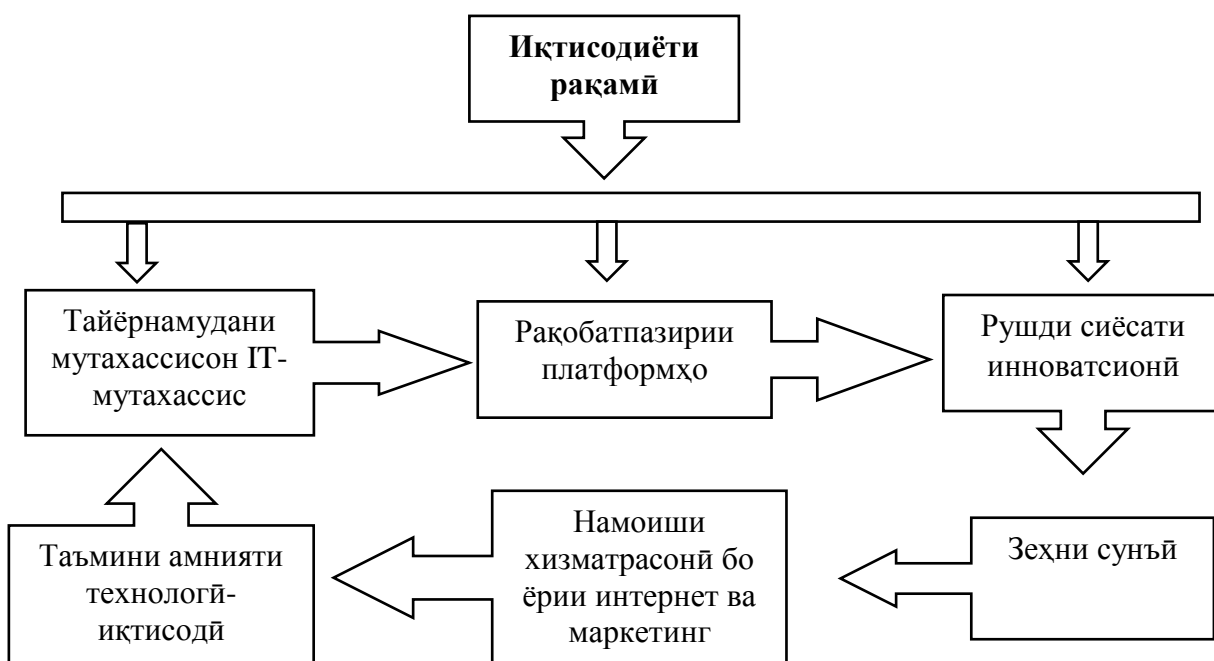 Иқтисодиёти
рақамӣ
Тайёрнамудани
мутахассисон IT-
мутахассис
Рақобатпазирии
платформҳо
Рушди сиёсати
инноватсионӣ
Таъмини амнияти
технологӣ-
иқтисодӣ
Намоиши
хизматрасонӣ бо
ёрии интернет ва
маркетинг
Зеҳни сунъӣ